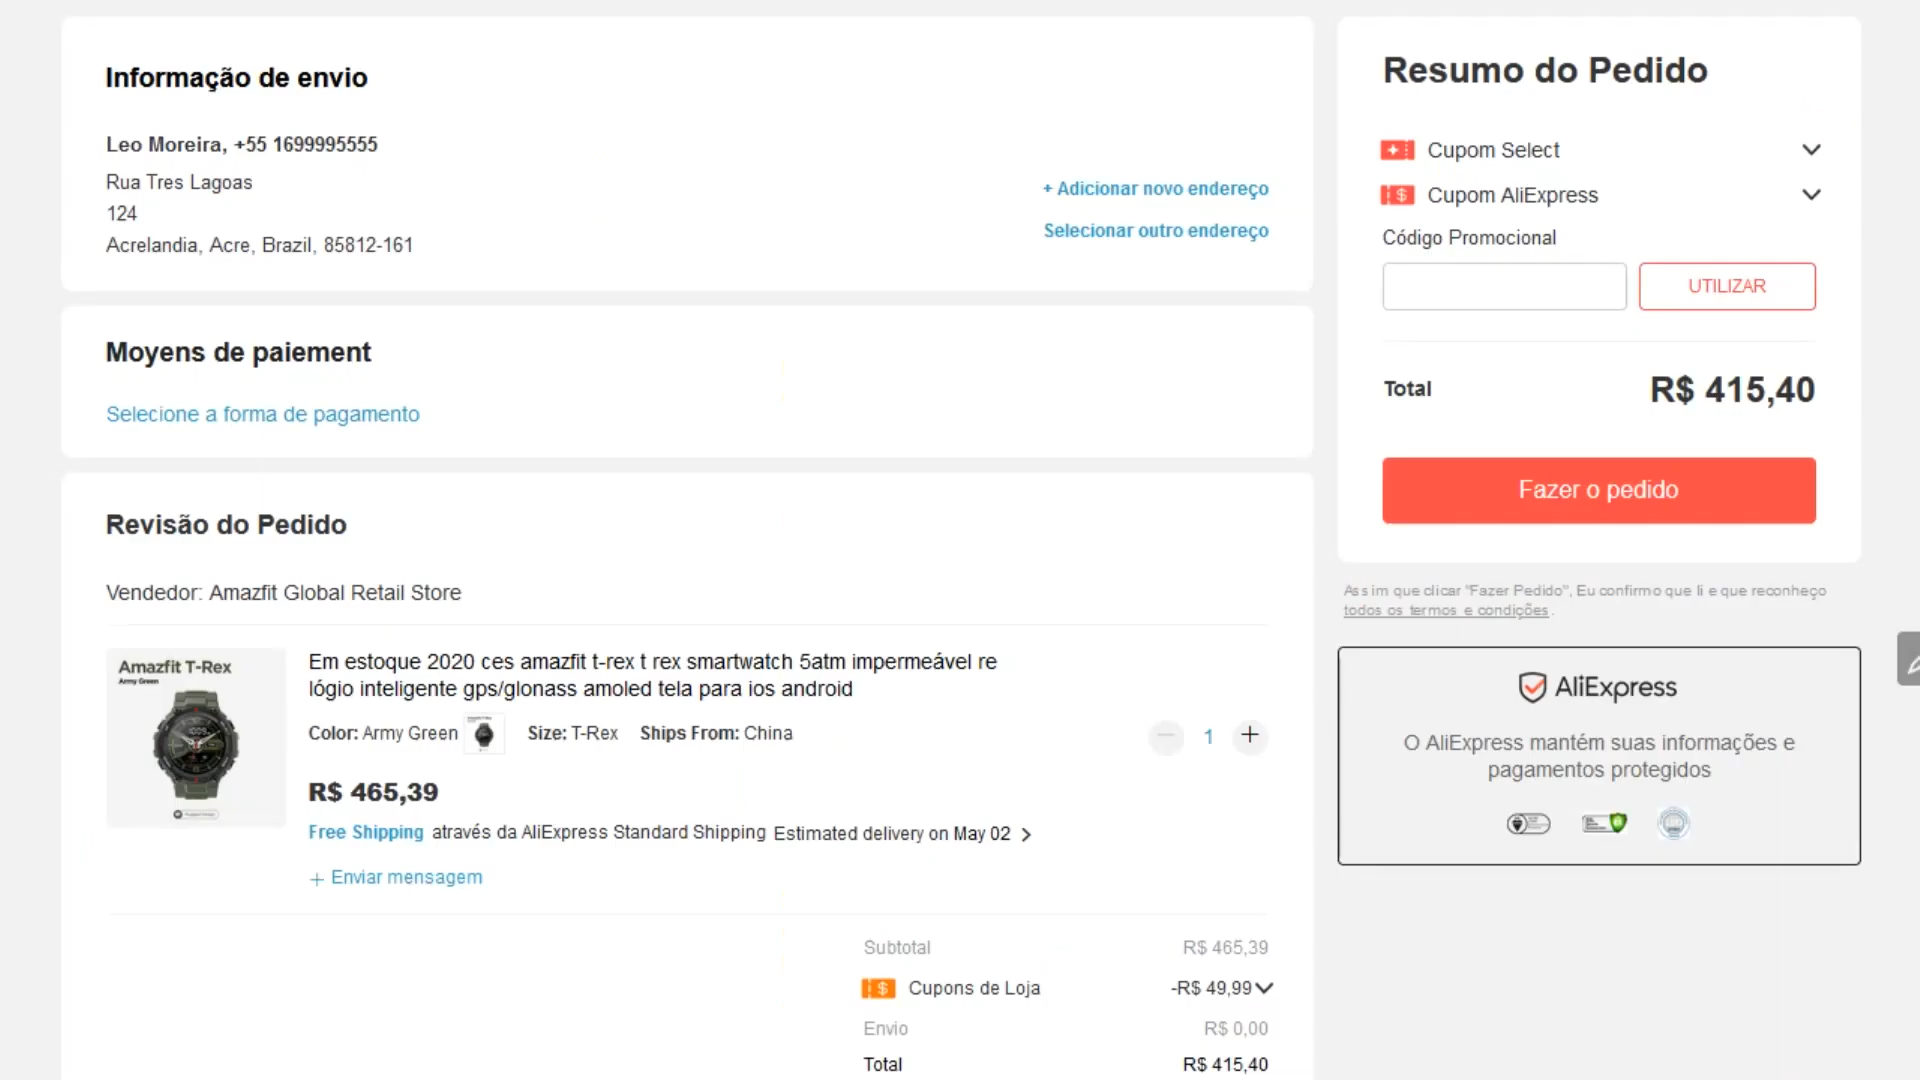 Informação de envio
Leo Moreira, +55 1699995555
Rua Tres Lagoas
124
Acrelandia, Acre, Brazil, 85812-161
+ Adicionar novo endereço
Selecionar outro endereço
Moyens de paiement
Selecione a forma de pagamento
Revisão do Pedido
Vendedor: Amazfit Global Retail Store
Amazfit T-Rex
Army Green
Em estoque 2020 ces amazfit t-rex t rex smartwatch 5atm impermeável re
lógio inteligente gps/glonass amoled tela para ios android
Color: Army Green Size: T-Rex Ships From: China
1
R$ 465,39
Free Shipping através da AliExpress Standard Shipping Estimated delivery on May 02
+ Enviar mensagem
Subtotal R$ 465,39
Cupons de Loja -R$ 49,99
Envio R$ 0,00
Total R$ 415,40
Resumo do Pedido
Cupom Select
Cupom AliExpress
Código Promocional
UTILIZAR
Total R$ 415,40
Fazer o pedido
Assim que clicar "Fazer Pedido", Eu confirmo que li e que reconheço
todos os termos e condições.
AliExpress
O AliExpress mantém suas informações e
pagamentos protegidos